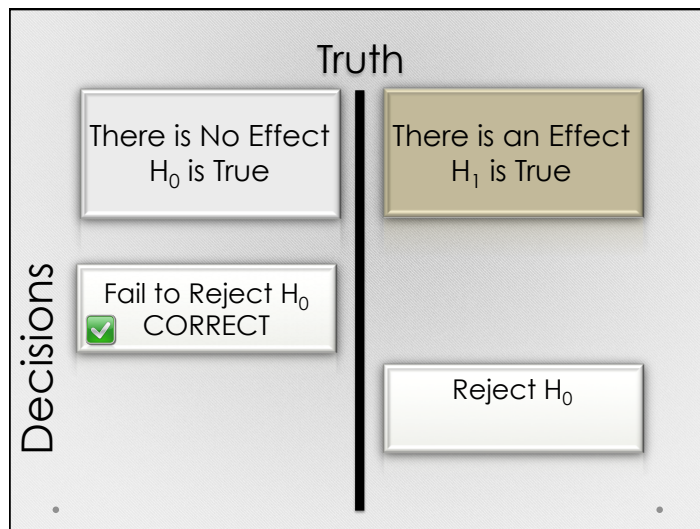 Truth
There is No Effect
H₀ is True
There is an Effect
H₁ is True
Decisions
Fail to Reject H₀
CORRECT
Reject H₀